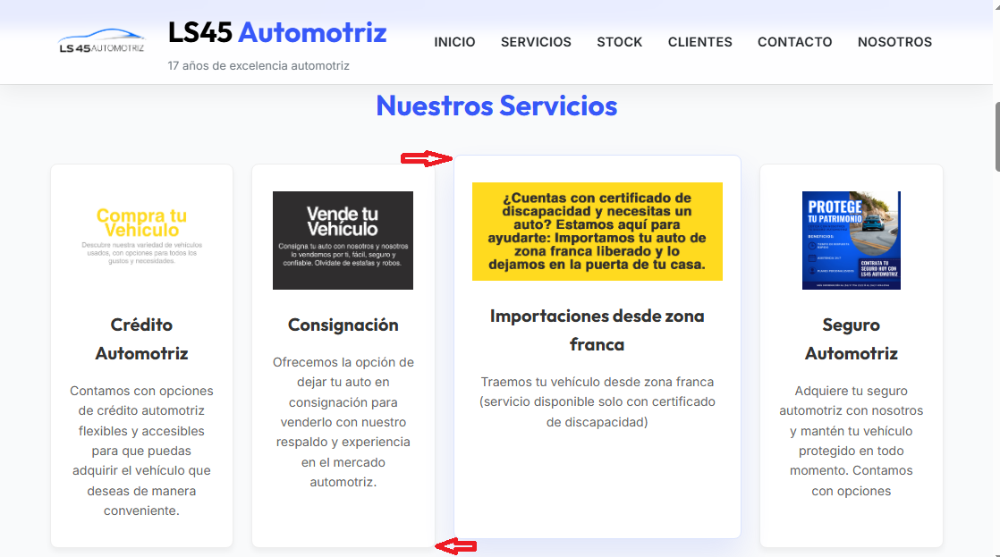 LS45AUTOMOTRIZ
LS45 Automotriz
17 años de excelencia automotriz
INICIO
SERVICIOS
STOCK
CLIENTES
CONTACTO
NOSOTROS
Nuestros Servicios
Compra tu
Vehículo
Descubre nuestra variedad de vehículos
usados, con opciones para todos los
gustos y necesidades.
Crédito
Automotriz
Contamos con opciones
de crédito automotriz
flexibles y accesibles
para que puedas
adquirir el vehículo que
deseas de manera
conveniente.
Vende tu
Vehículo
Consigna tu auto con nosotros y nosotros
lo vendemos por ti, fácil, seguro y
confiable. Olvídate de estafas y robos.
Consignación
Ofrecemos la opción de
dejar tu auto en
consignación para
venderlo con nuestro
respaldo y experiencia
en el mercado
automotriz.
¿Cuentas con certificado de
discapacidad y necesitas un
auto? Estamos aquí para
ayudarte: Importamos tu auto de
zona franca liberado y lo
dejamos en la puerta de tu casa.
Importaciones desde zona
franca
Traemos tu vehículo desde zona franca
(servicio disponible solo con certificado
de discapacidad)
PROTEGE
TU PATRIMONIO
BENEFICIOS
ASISTENCIA 24/7
CONTRATA TU
SEGURO HOY CON
LS45 AUTOMOTRIZ
Seguro
Automotriz
Adquiere tu seguro
automotriz con nosotros
y mantén tu vehículo
protegido en todo
momento. Contamos
con opciones